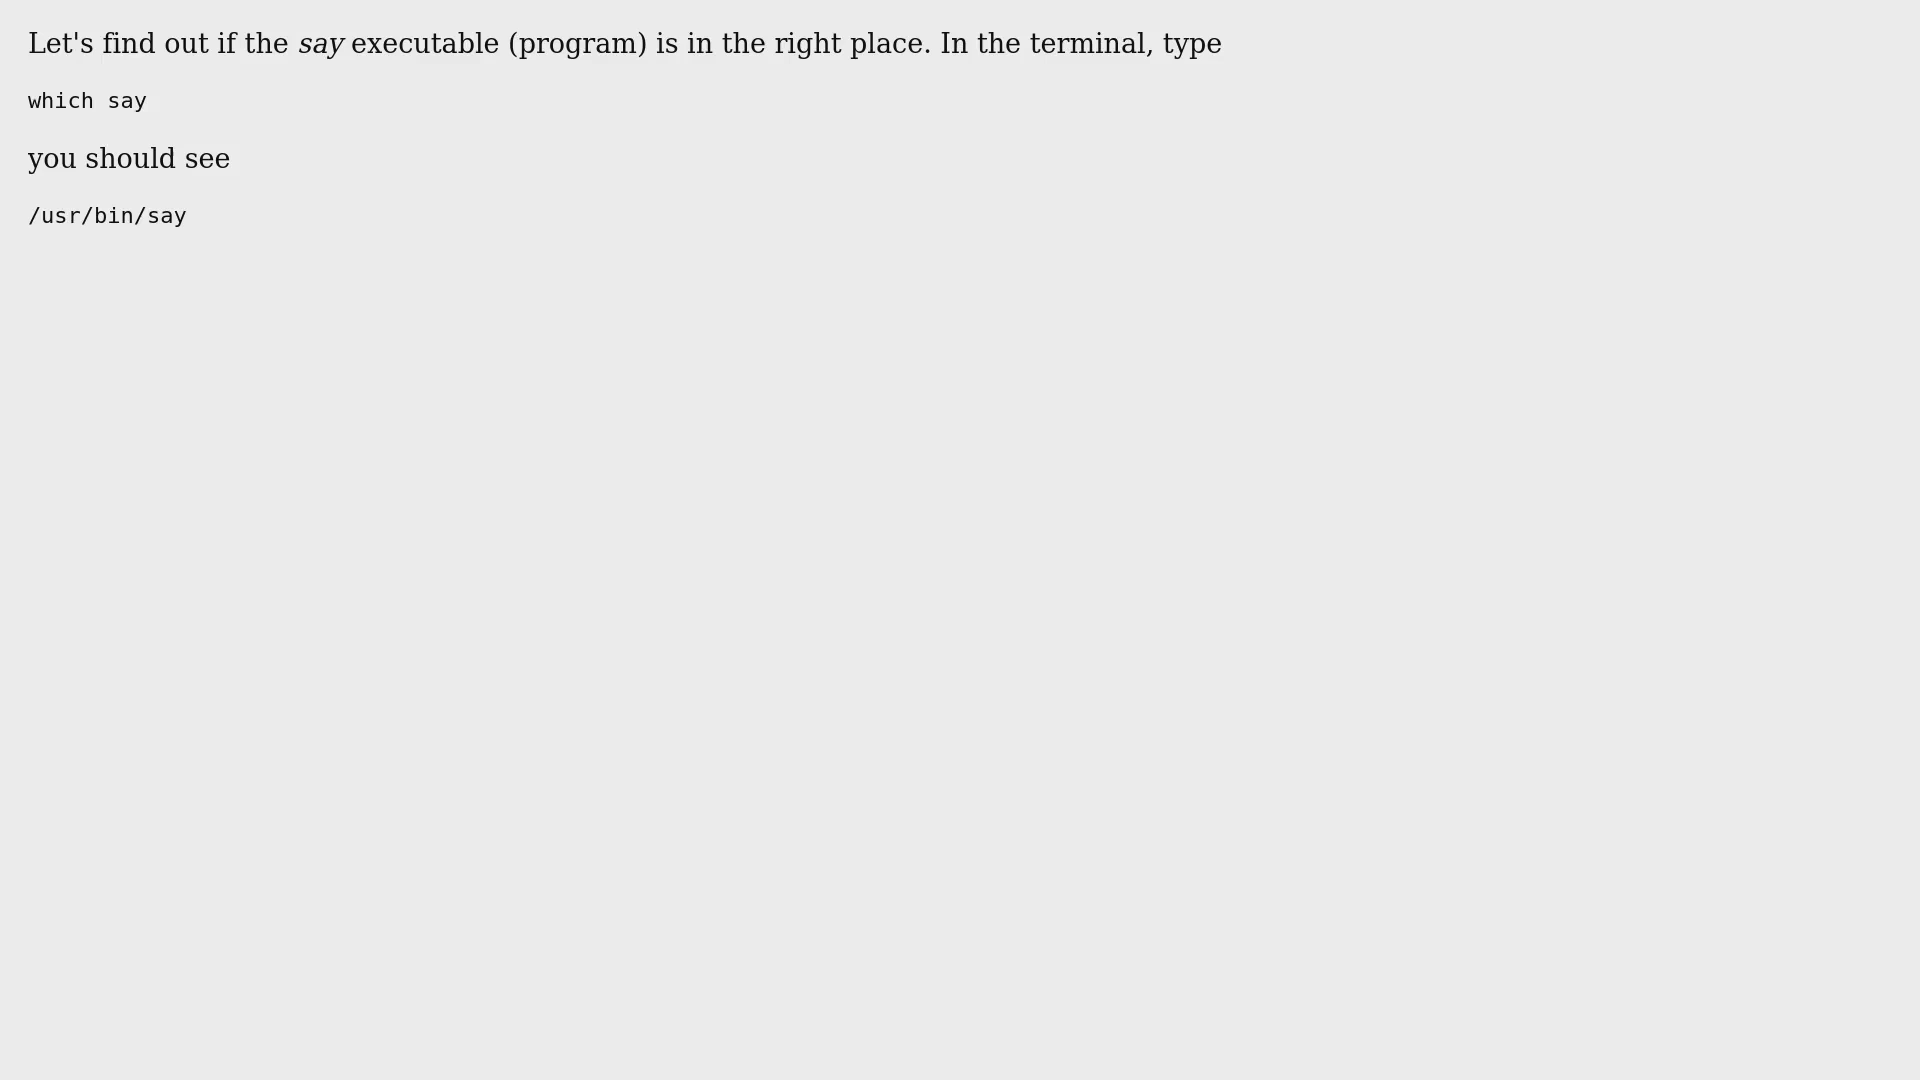 Let's find out if the say executable (program) is in the right place. In the terminal, type
which say
you should see
/usr/bin/say